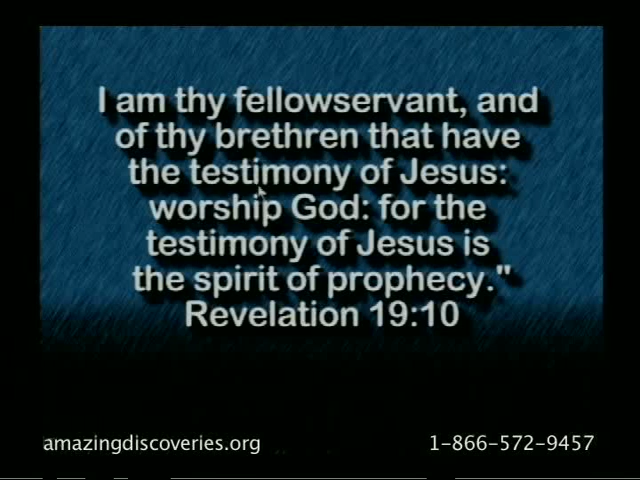 I am thy fellowservant, and
of thy brethren that have
the testimony of Jesus:
worship God: for the
testimony of Jesus is
the spirit of prophecy."
Revelation 19:10
amazingdiscoveries.org
1-866-572-9457